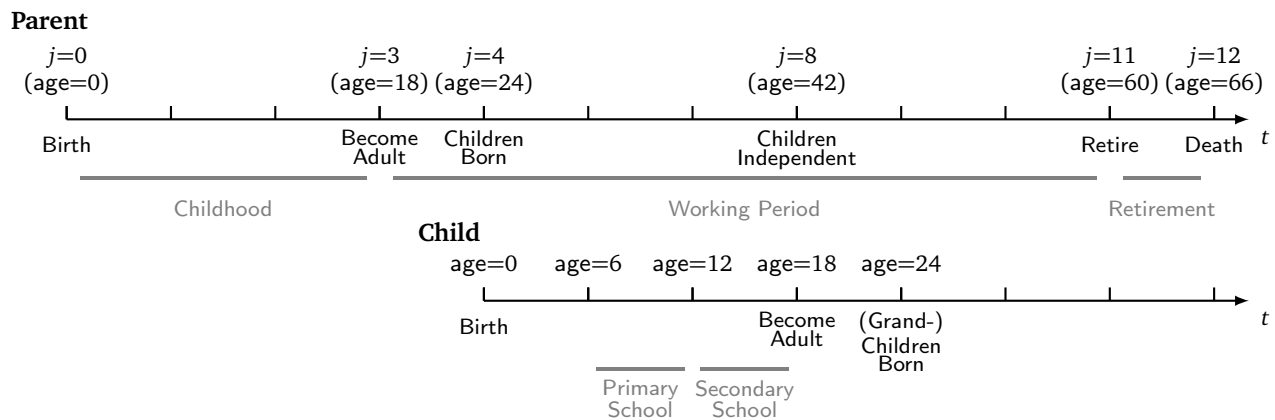 Parent
j=0 j=3 j=4 j=8 j=11 j=12
(age=0) (age=18) (age=24) (age=42) (age=60) (age=66)
Birth Become Children Children Retire Death t
Adult Born Independent
Childhood Working Period Retirement
Child
age=0 age=6 age=12 age=18 age=24
Birth Become (Grand-) t
Adult Children
Born
Primary Secondary
School School